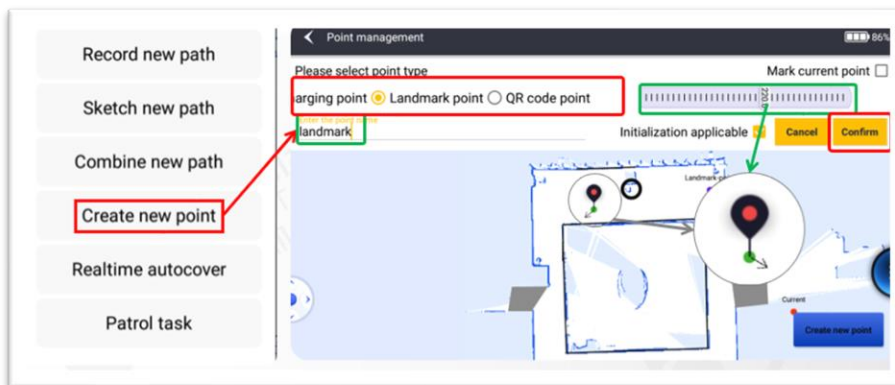 Record new path
Sketch new path
Combine new path
Create new point
Realtime autocover
Patrol task
Point management
86%
Please select point type
Mark current point
arging point Landmark point QR code point
220
Enter the point name
landmark
Initialization applicable
Cancel
Confirm
Current
Create new point